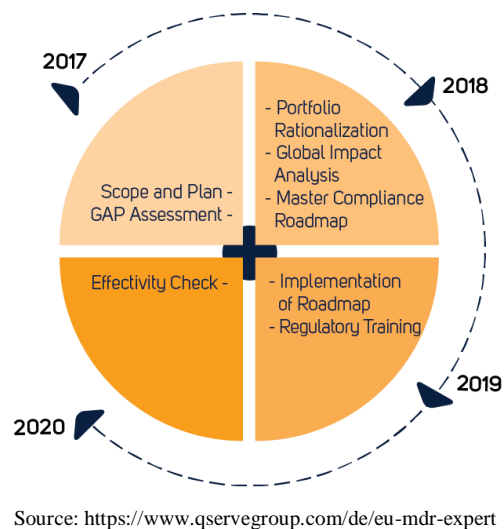 2017
2018
Scope and Plan -
GAP Assessment -
- Portfolio
Rationalization
- Global Impact
Analysis
- Master Compliance
Roadmap
Effectivity Check -
- Implementation
of Roadmap
- Regulatory Training
2019
2020
Source: https://www.qservegroup.com/de/eu-mdr-expert